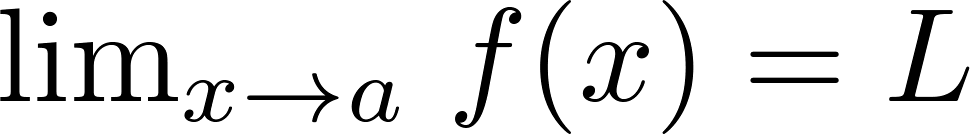 lim_{x→a} f(x) = L